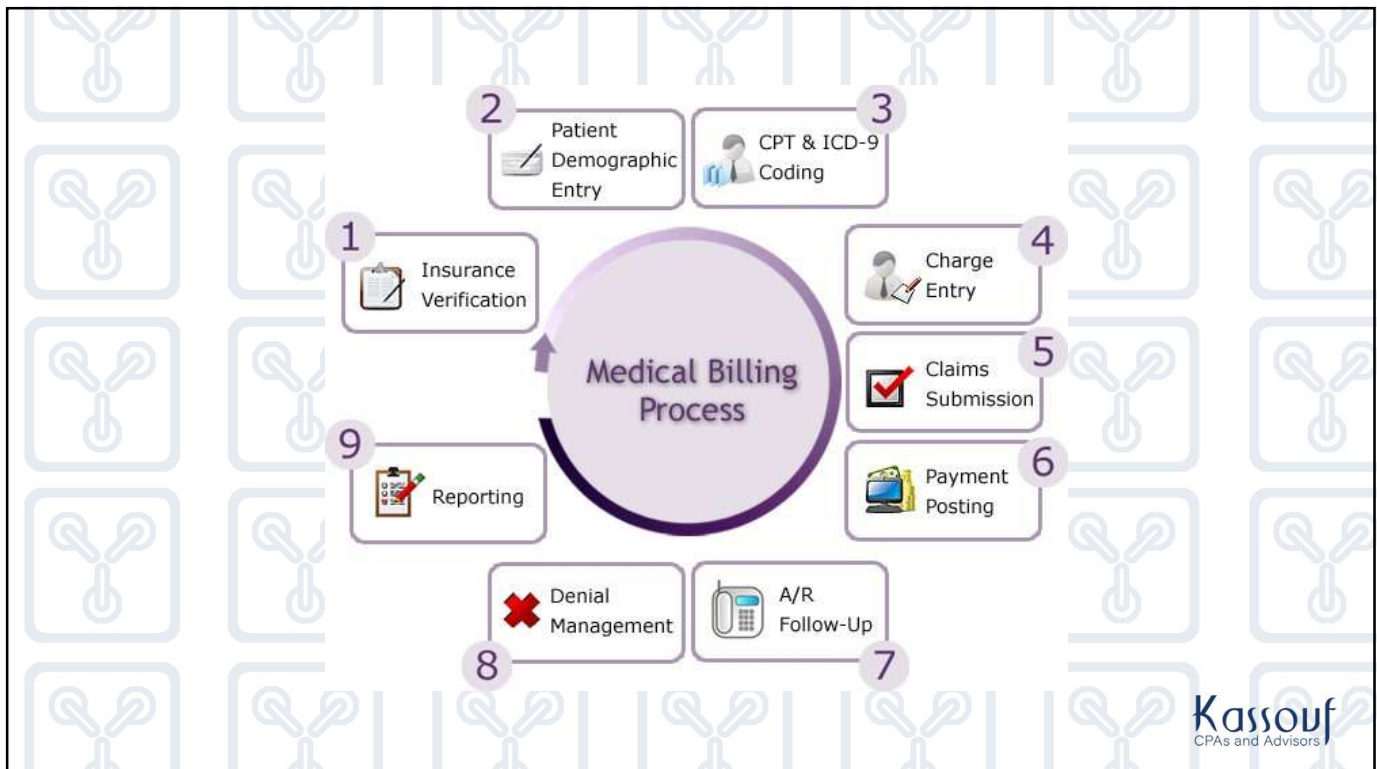 1
Insurance
Verification
2
Patient
Demographic
Entry
3
CPT & ICD-9
Coding
4
Charge
Entry
5
Claims
Submission
6
Payment
Posting
7
A/R
Follow-Up
8
Denial
Management
9
Reporting
Medical Billing
Process
Kassouf
CPAs and Advisors